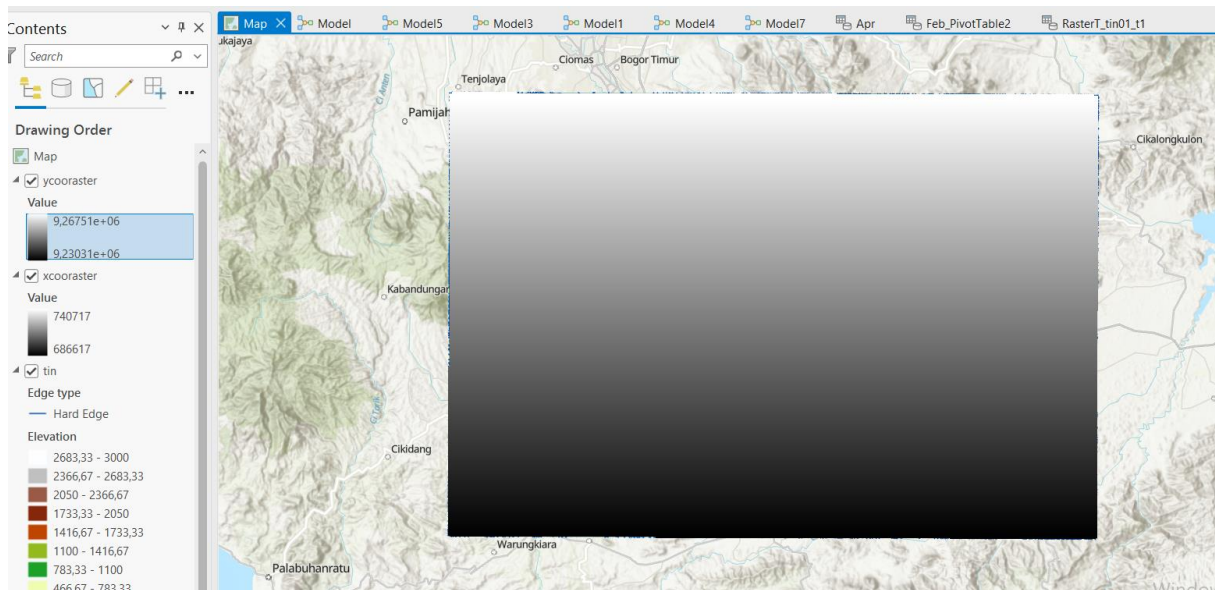 Contents
Map
Model
Model5
Model3
Model1
Model4
Model7
Apr
Feb_PivotTable2
RasterT_tin01_t1
Search
Drawing Order
Map
ycooraster
Value
9,26751e+06
9,23031e+06
xcooraster
Value
740717
686617
tin
Edge type
Hard Edge
Elevation
2683,33 - 3000
2366,67 - 2683,33
2050 - 2366,67
1733,33 - 2050
1416,67 - 1733,33
1100 - 1416,67
783,33 - 1100
466,67 - 783,33
ukajaya
Ciomas
Bogor Timur
Tenjolaya
Pamijah
Cikalongkulon
Kabandungan
Cikidang
Warungkiara
Palabuhanratu
Window